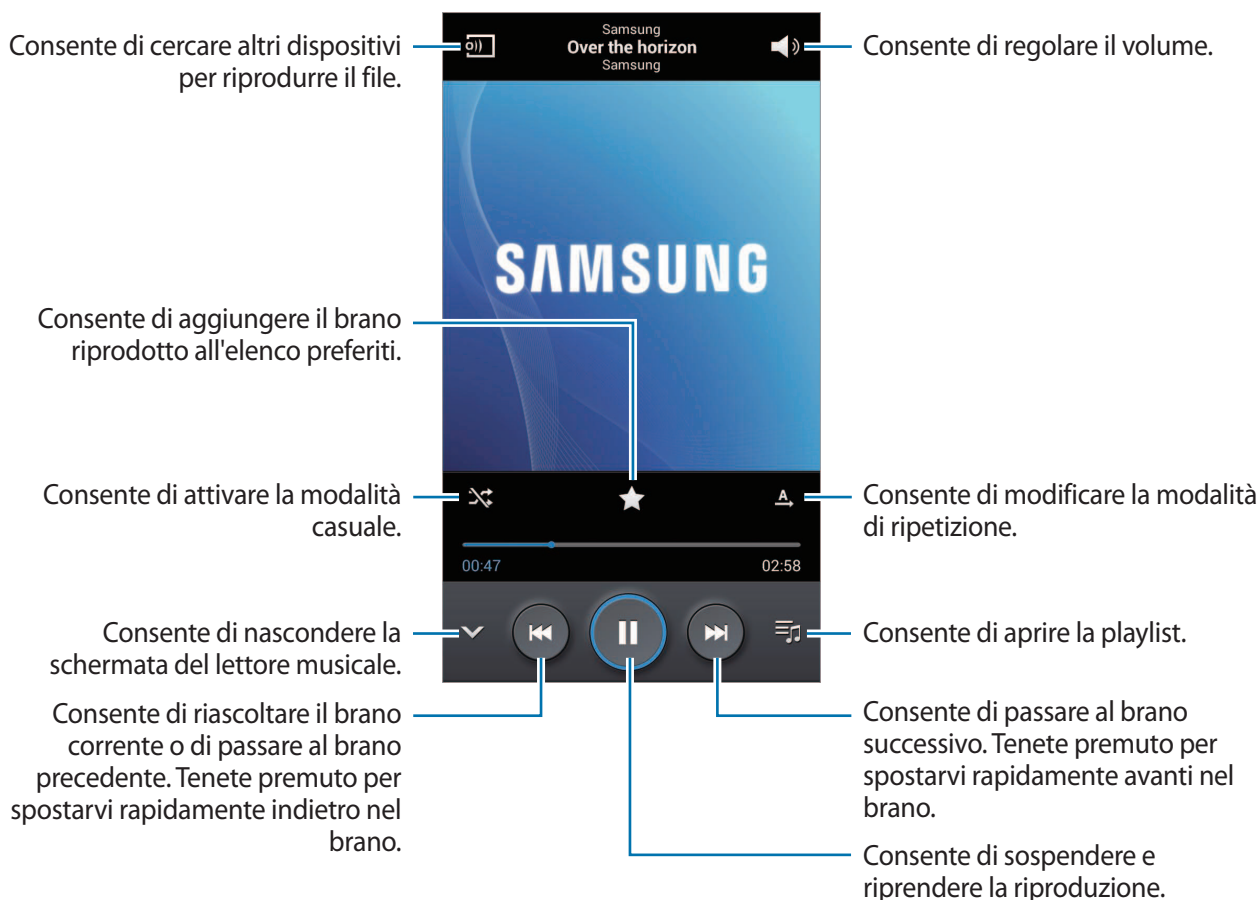 Consente di cercare altri dispositivi
per riprodurre il file.
Samsung
Over the horizon
Samsung
Consente di regolare il volume.
SAMSUNG
Consente di aggiungere il brano
riprodotto all'elenco preferiti.
Consente di attivare la modalità
casuale.
A
Consente di modificare la modalità
di ripetizione.
00:47
02:58
Consente di nascondere la
schermata del lettore musicale.
Consente di aprire la playlist.
Consente di riascoltare il brano
corrente o di passare al brano
precedente. Tenete premuto per
spostarvi rapidamente indietro nel
brano.
Consente di passare al brano
successivo. Tenete premuto per
spostarvi rapidamente avanti nel
brano.
Consente di sospendere e
riprendere la riproduzione.